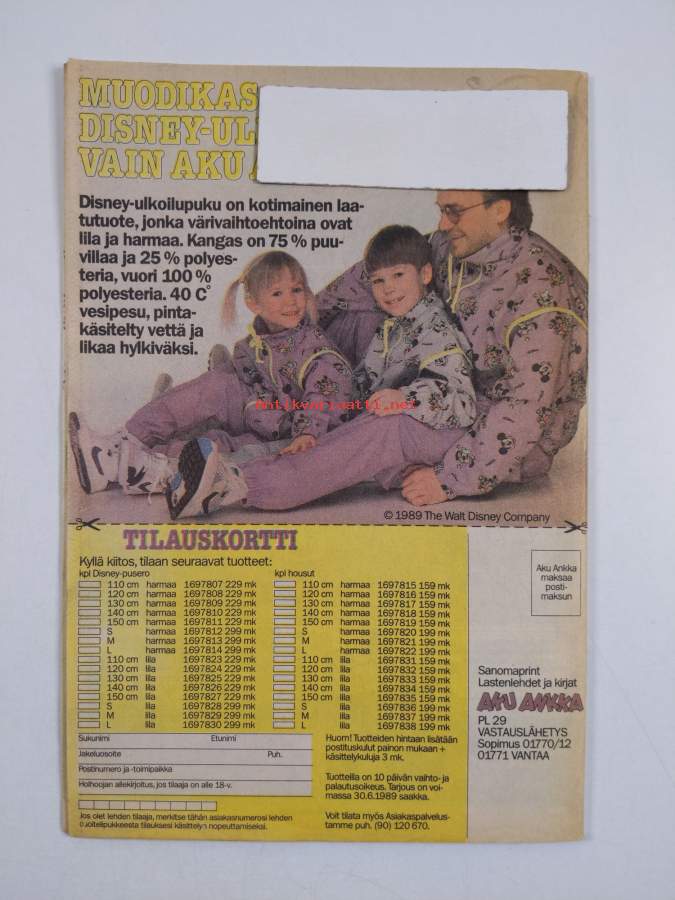 MUODIKAS
DISNEY-UL
VAIN AKU A
Disney-ulkoilupuku on kotimainen laa-
tutuote, jonka värivaihtoehtoina ovat
lila ja harmaa. Kangas on 75 % puu-
villaa ja 25 % polyes-
teria, vuori 100 %
polyesteria. 40 C°
vesipesu, pinta-
käsitelty vettä ja
likaa hylkiväksi.
Antikvariaatti.net
© 1989 The Walt Disney Company
TILAUSKORTTI
Kyllä kiitos, tilaan seuraavat tuotteet:
kpl Disney-pusero
110 cm harmaa 1697807 229 mk
120 cm harmaa 1697808 229 mk
130 cm harmaa 1697809 229 mk
140 cm harmaa 1697810 229 mk
150 cm harmaa 1697811 229 mk
S harmaa 1697812 299 mk
M harmaa 1697813 299 mk
L harmaa 1697814 299 mk
110 cm lila 1697823 229 mk
120 cm lila 1697824 229 mk
130 cm lila 1697825 229 mk
140 cm lila 1697826 229 mk
150 cm lila 1697827 229 mk
S lila 1697828 299 mk
M lila 1697829 299 mk
L lila 1697830 299 mk
kpl housut
110 cm harmaa 1697815 159 mk
120 cm harmaa 1697816 159 mk
130 cm harmaa 1697817 159 mk
140 cm harmaa 1697818 159 mk
150 cm harmaa 1697819 159 mk
S harmaa 1697820 199 mk
M harmaa 1697821 199 mk
L harmaa 1697822 199 mk
110 cm lila 1697831 159 mk
120 cm lila 1697832 159 mk
130 cm lila 1697833 159 mk
140 cm lila 1697834 159 mk
150 cm lila 1697835 159 mk
S lila 1697836 199 mk
M lila 1697837 199 mk
L lila 1697838 199 mk
Sukunimi Etunimi
Jakeluosoite Puh.
Postinumero ja -toimipaikka
Holhoojan allekirjoitus, jos tilaaja on alle 18-v.
Jos olet lehden tilaaja, merkitse tähän asiakasnumerosi lehden
osoitelipukkeesta tilauksesi käsittelyn nopeuttamiseksi.
Huom! Tuotteiden hintaan lisätään
postituskulut painon mukaan +
käsittelykuluja 3 mk.
Tuotteilla on 10 päivän vaihto- ja
palautusoikeus. Tarjous on voi-
massa 30.6.1989 saakka.
Voit tilata myös Asiakaspalvelus-
tamme puh. (90) 120 670.
Aku Ankka
maksaa
posti-
maksun
Sanomaprint
Lastenlehdet ja kirjat
AKU ANKKA
PL 29
VASTAUSLÄHETYS
Sopimus 01770/12
01771 VANTAA